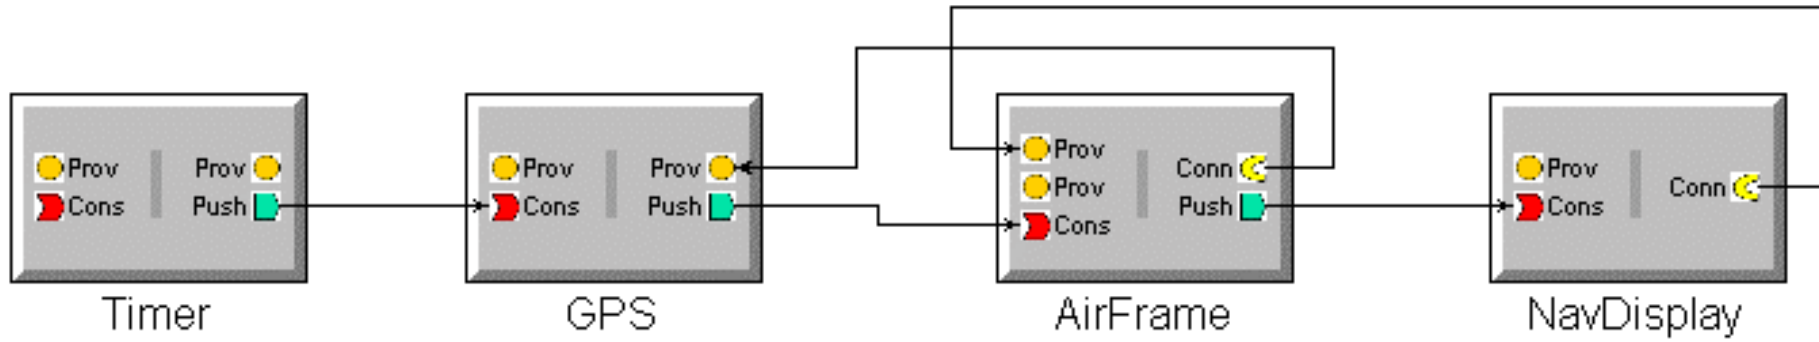 Prov Prov
Cons Push
Timer
Prov Prov
Cons Push
GPS
Prov
Prov Conn
Cons Push
AirFrame
Prov
Cons Conn
NavDisplay